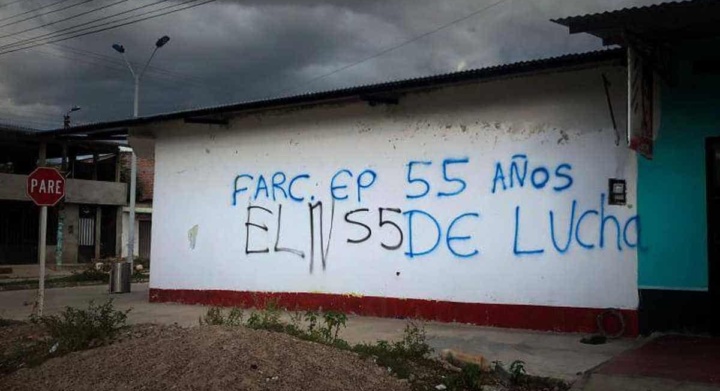 PARE
FARC EP 55 AÑOS
ELN 55 DE LUcha